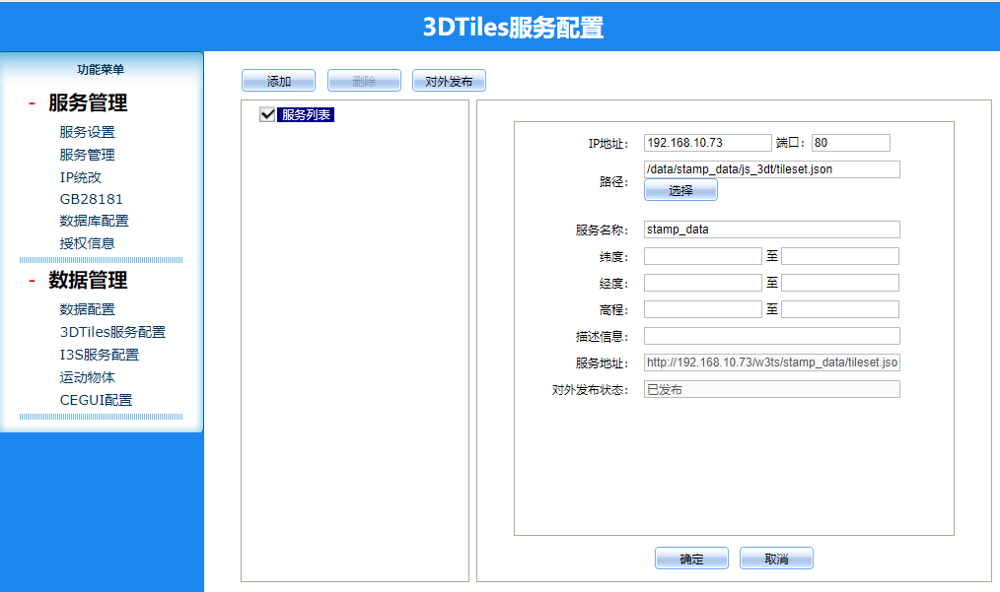 3DTiles服务配置
功能菜单
- 服务管理
服务设置
服务管理
IP统改
GB28181
数据库配置
授权信息
- 数据管理
数据配置
3DTiles服务配置
I3S服务配置
运动物体
CEGUI配置
添加 删除 对外发布
服务列表
IP地址： 192.168.10.73 端口： 80
路径： /data/stamp_data/js_3dt/tileset.json
选择
服务名称： stamp_data
纬度： 至
经度： 至
高程： 至
描述信息：
服务地址： http://192.168.10.73/w3ts/stamp_data/tileset.jso
对外发布状态： 已发布
确定 取消